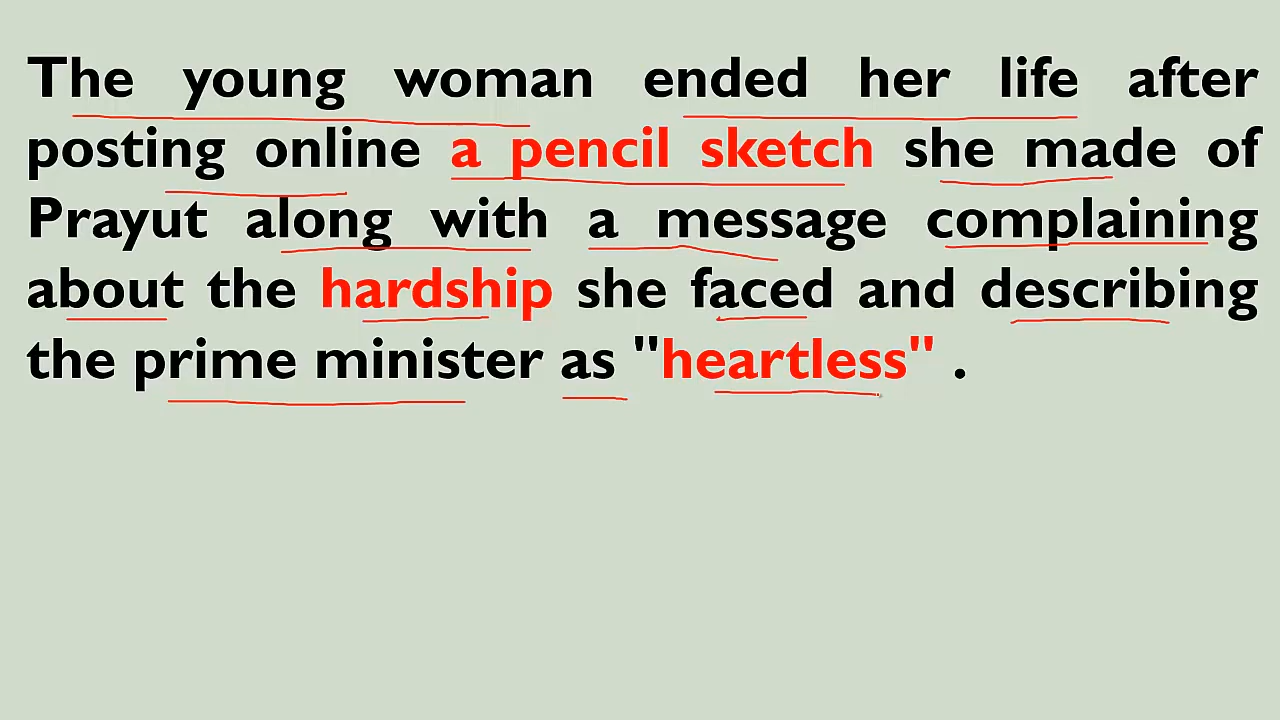 The young woman ended her life after
posting online a pencil sketch she made of
Prayut along with a message complaining
about the hardship she faced and describing
the prime minister as "heartless" .